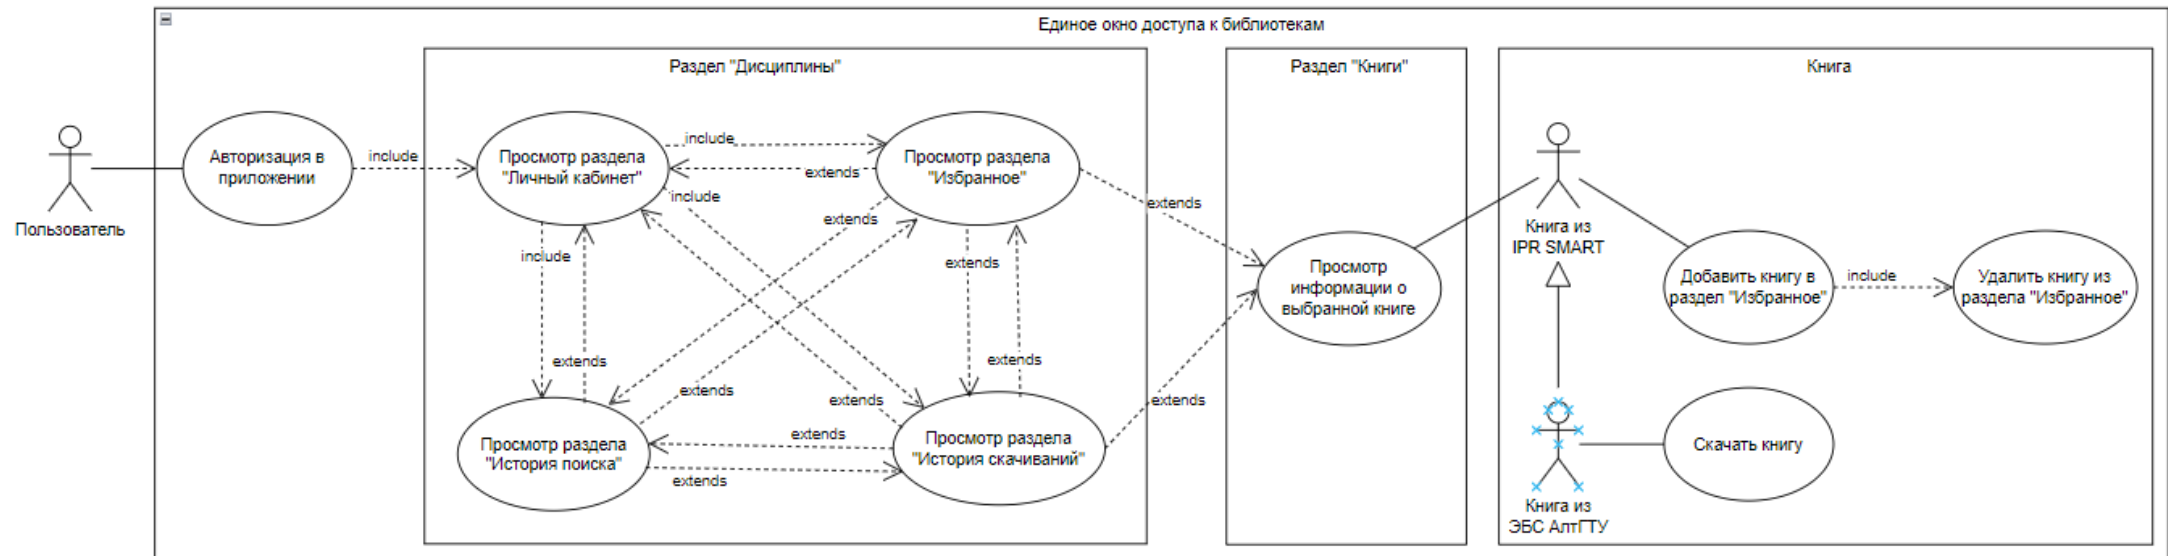 Единое окно доступа к библиотекам
Раздел "Дисциплины"
Раздел "Книги"
Книга
Пользователь
Авторизация в
приложении
include
Просмотр раздела
"Личный кабинет"
include
extends
include
Просмотр раздела
"Избранное"
extends
extends
include
extends
extends
extends
extends
extends
extends
Просмотр раздела
"История поиска"
extends
extends
Просмотр раздела
"История скачиваний"
extends
Просмотр
информации о
выбранной книге
Книга из
IPR SMART
Добавить книгу в
раздел "Избранное"
include
Удалить книгу из
раздела "Избранное"
Скачать книгу
Книга из
ЭБС АлтГТУ